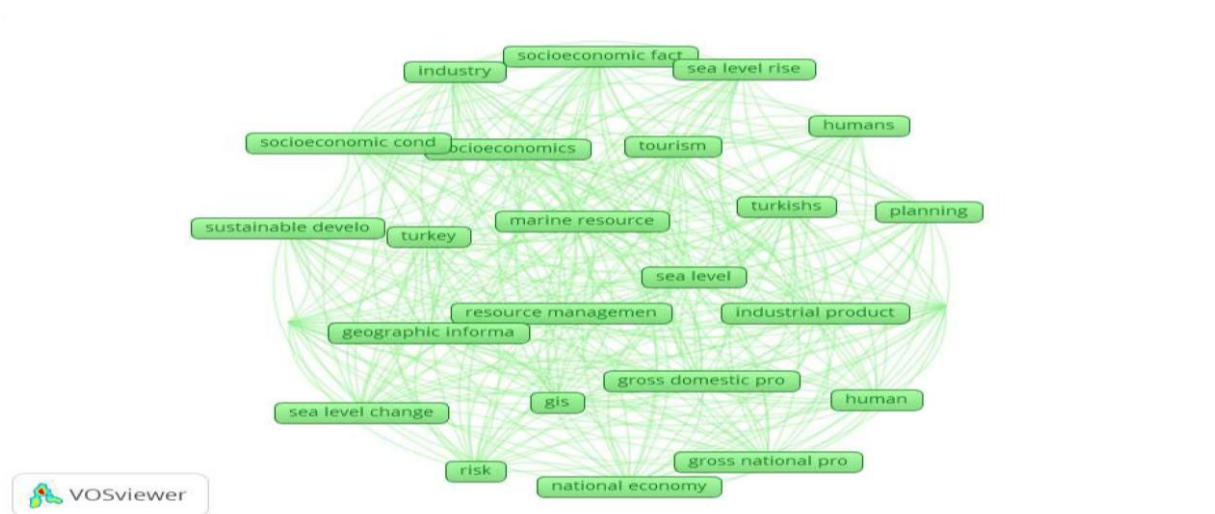 socioeconomic fact
industry
sea level rise
humans
socioeconomic cond
ocioeconomics
tourism
turkishs
planning
marine resource
sustainable develo
turkey
sea level
resource managemen
industrial product
geographic informa
gross domestic pro
gis
human
sea level change
gross national pro
risk
national economy
VOSviewer